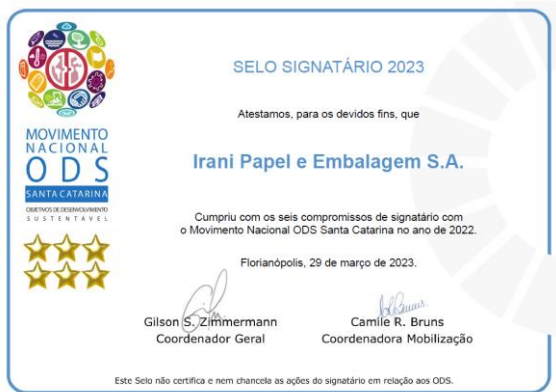 SELO SIGNATÁRIO 2023
Atestamos, para os devidos fins, que
Irani Papel e Embalagem S.A.
Cumpriu com os seis compromissos de signatário com
o Movimento Nacional ODS Santa Catarina no ano de 2022.
Florianópolis, 29 de março de 2023.
Gilson S. Zimmermann
Coordenador Geral
Camile R. Bruns
Coordenadora Mobilização
MOVIMENTO
NACIONAL
ODS
SANTA CATARINA
OBJETIVOS DE DESENVOLVIMENTO
SUSTENTÁVEL
Este Selo não certifica e nem chancela as ações do signatário em relação aos ODS.